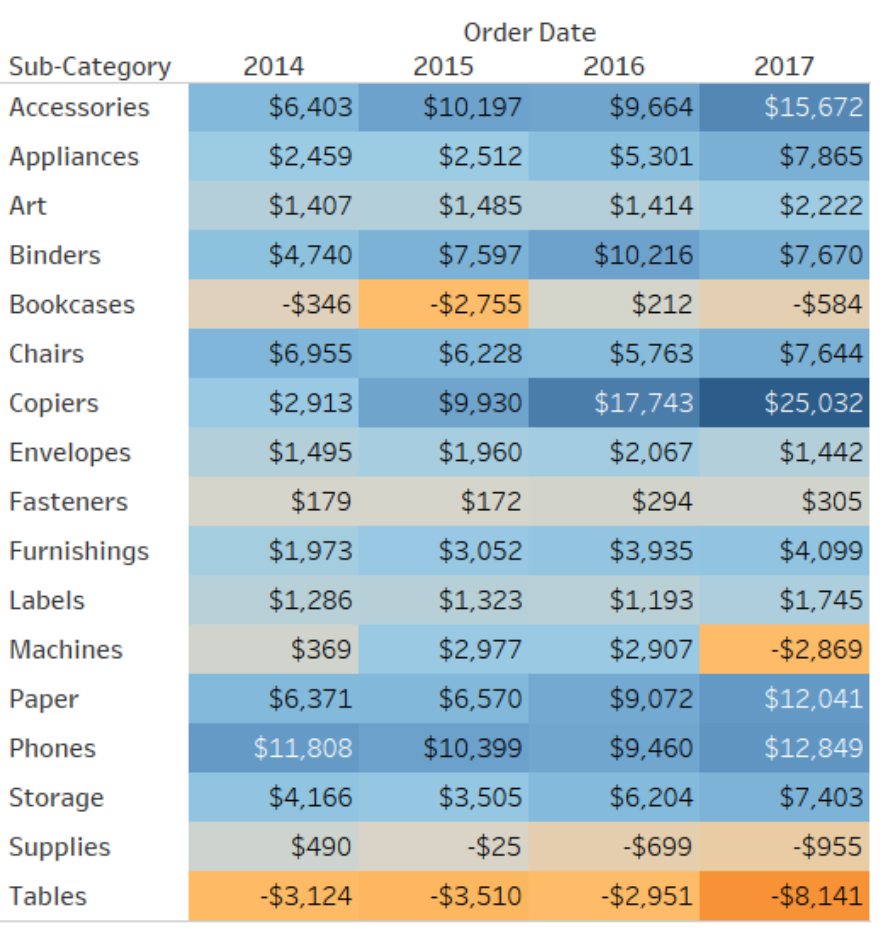 Order Date
Sub-Category 2014 2015 2016 2017
Accessories $6,403 $10,197 $9,664 $15,672
Appliances $2,459 $2,512 $5,301 $7,865
Art $1,407 $1,485 $1,414 $2,222
Binders $4,740 $7,597 $10,216 $7,670
Bookcases -$346 -$2,755 $212 -$584
Chairs $6,955 $6,228 $5,763 $7,644
Copiers $2,913 $9,930 $17,743 $25,032
Envelopes $1,495 $1,960 $2,067 $1,442
Fasteners $179 $172 $294 $305
Furnishings $1,973 $3,052 $3,935 $4,099
Labels $1,286 $1,323 $1,193 $1,745
Machines $369 $2,977 $2,907 -$2,869
Paper $6,371 $6,570 $9,072 $12,041
Phones $11,808 $10,399 $9,460 $12,849
Storage $4,166 $3,505 $6,204 $7,403
Supplies $490 -$25 -$699 -$955
Tables -$3,124 -$3,510 -$2,951 -$8,141